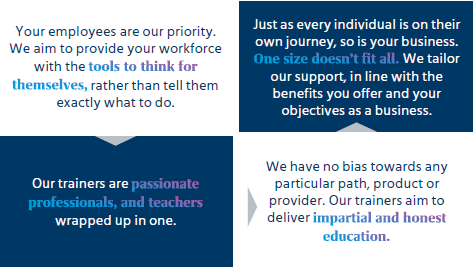 Your employees are our priority.
We aim to provide your workforce
with the tools to think for
themselves, rather than tell them
exactly what to do.
Just as every individual is on their
own journey, so is your business.
One size doesn't fit all. We tailor
our support, in line with the
benefits you offer and your
objectives as a business.
Our trainers are passionate
professionals, and teachers
wrapped up in one.
We have no bias towards any
particular path, product or
provider. Our trainers aim to
deliver impartial and honest
education.